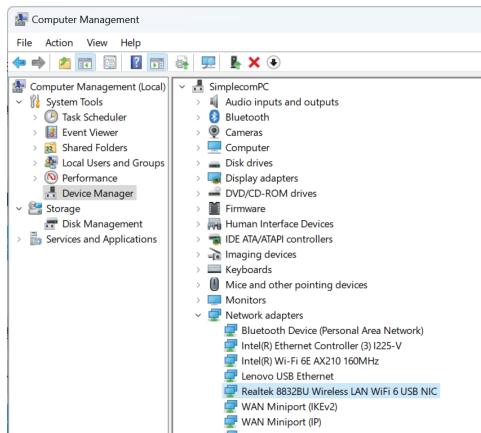 Computer Management
File Action View Help
Computer Management (Local)
System Tools
Task Scheduler
Event Viewer
Shared Folders
Local Users and Groups
Performance
Device Manager
Storage
Disk Management
Services and Applications
SimplecomPC
Audio inputs and outputs
Bluetooth
Cameras
Computer
Disk drives
Display adapters
DVD/CD-ROM drives
Firmware
Human Interface Devices
IDE ATA/ATAPI controllers
Imaging devices
Keyboards
Mice and other pointing devices
Monitors
Network adapters
Bluetooth Device (Personal Area Network)
Intel(R) Ethernet Controller (3) I225-V
Intel(R) Wi-Fi 6E AX210 160MHz
Lenovo USB Ethernet
Realtek 8832BU Wireless LAN WiFi 6 USB NIC
WAN Miniport (IKEv2)
WAN Miniport (IP)